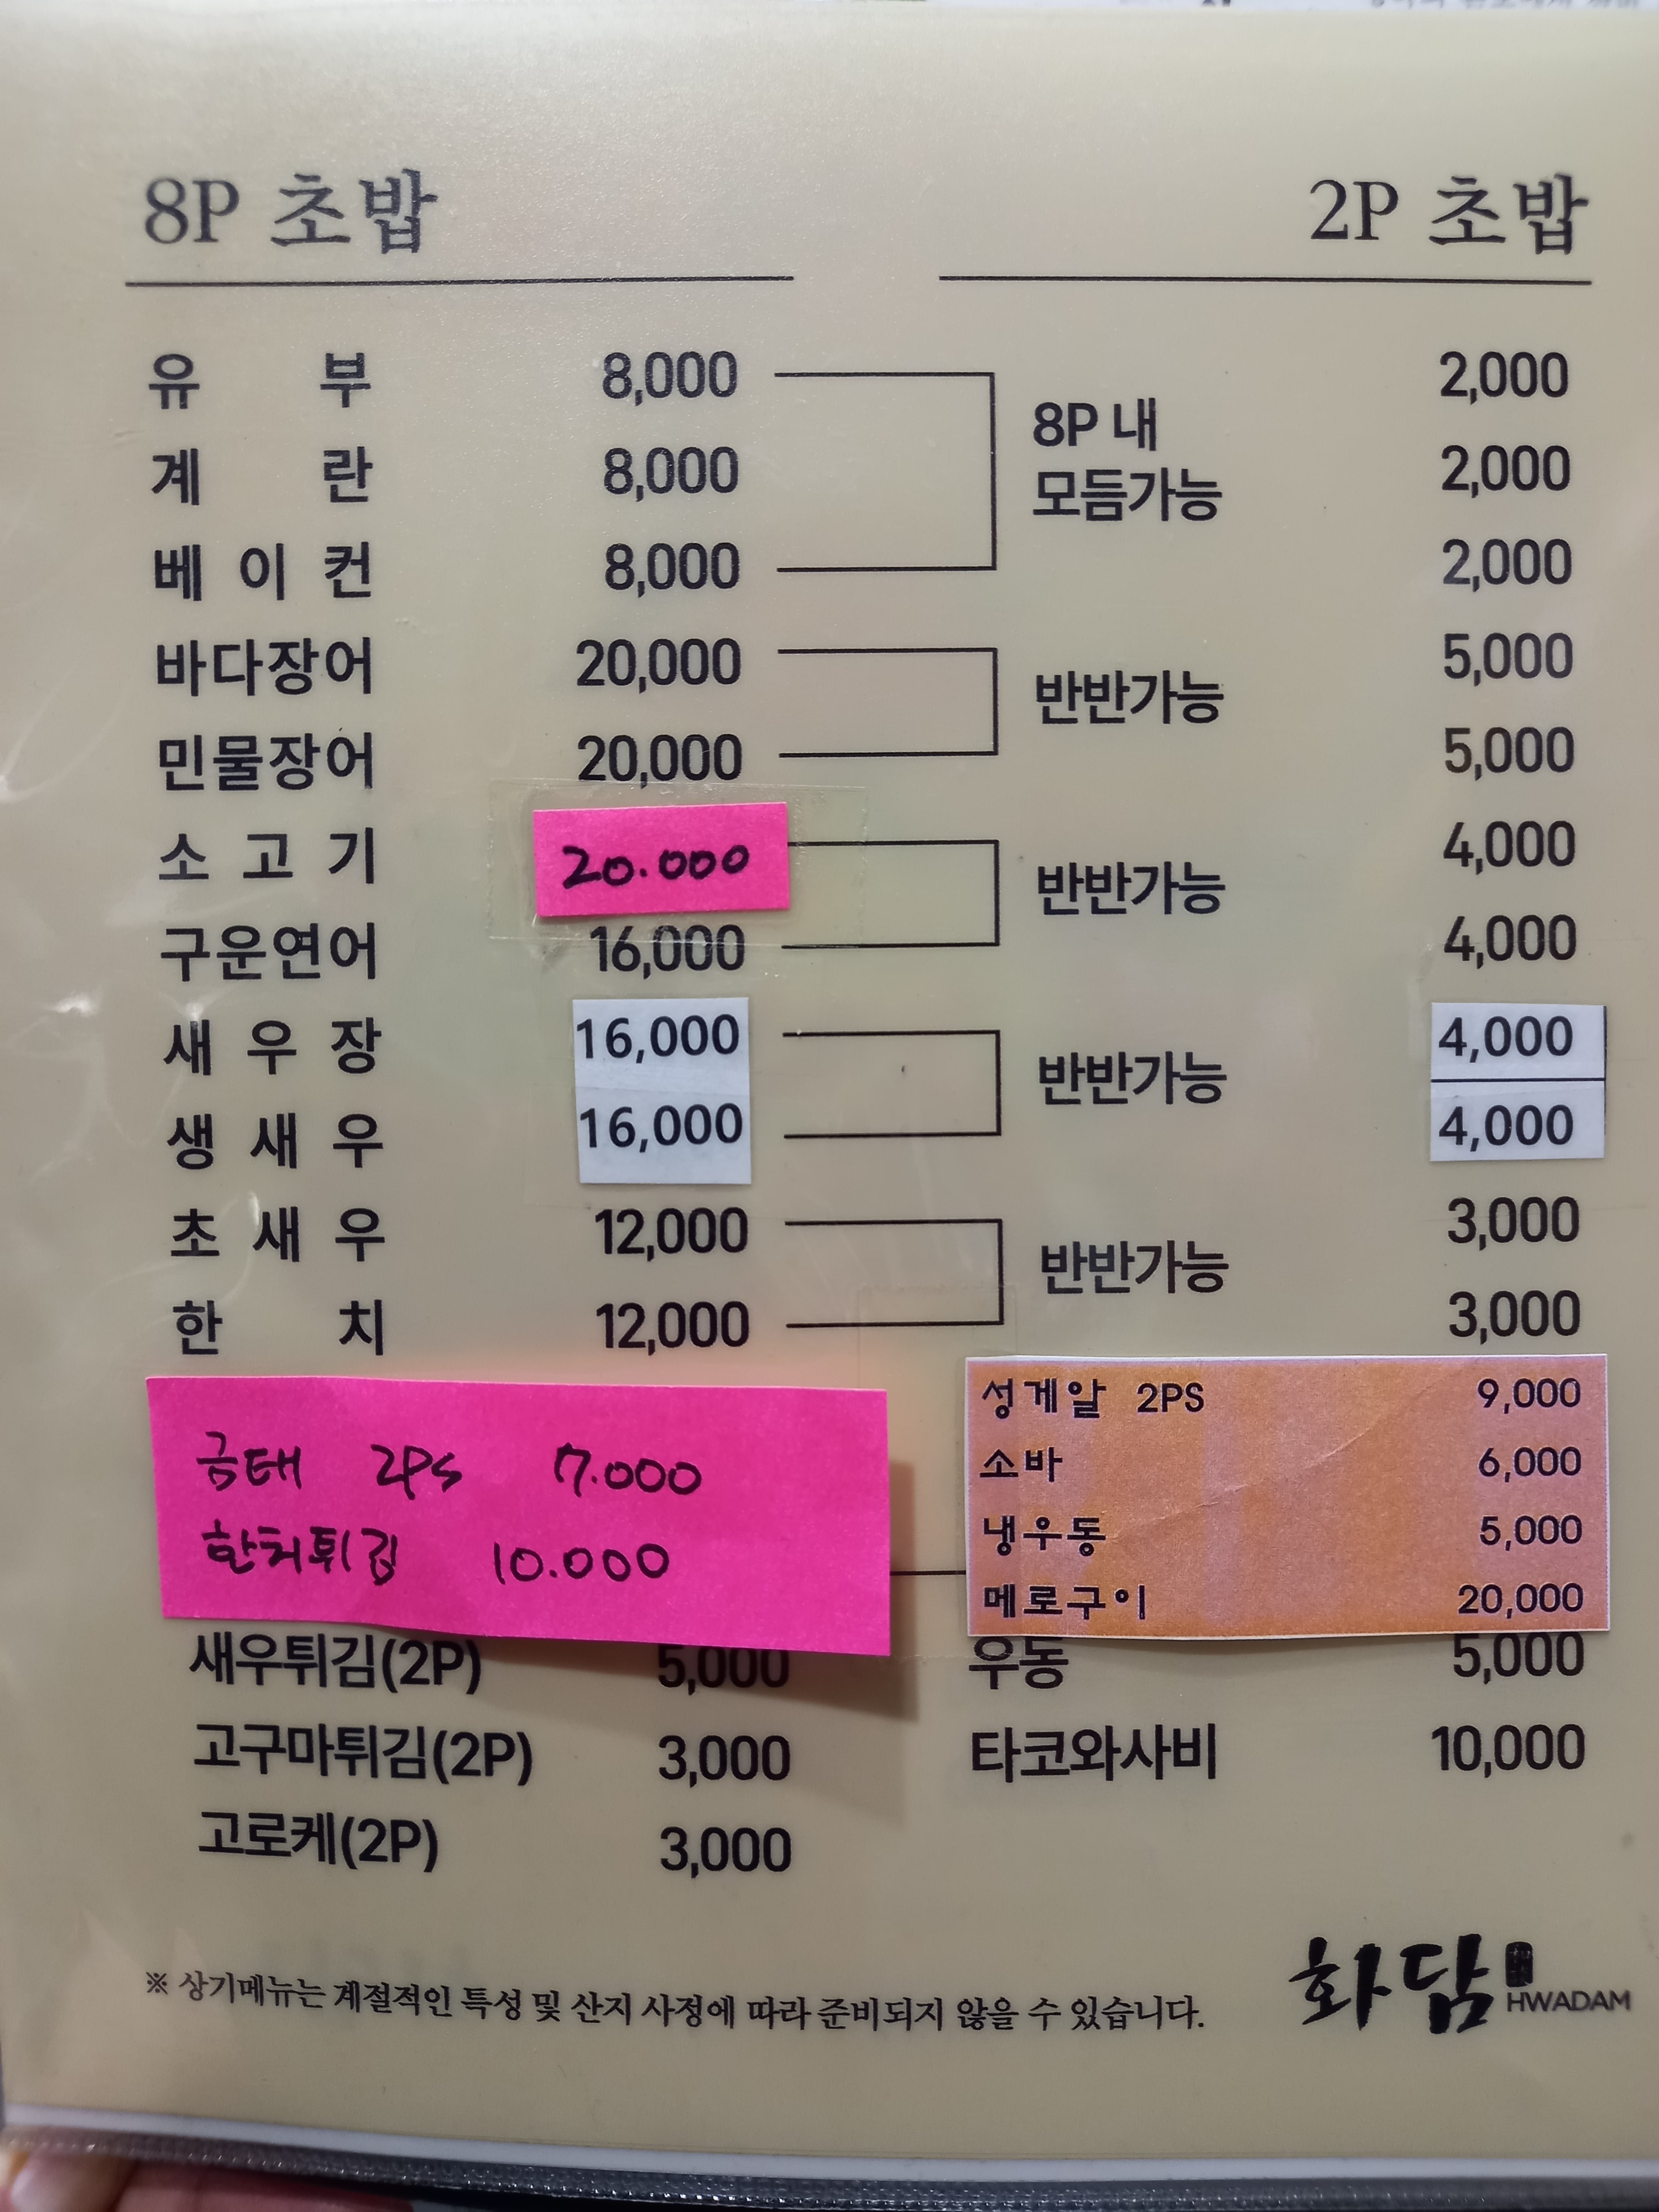 8P 초밥 2P 초밥
유부 8,000 2,000
8P 내
계란 8,000 2,000
모듬가능
베이컨 8,000 2,000
바다장어 20,000 5,000
반반가능
민물장어 20,000 5,000
소고기 20.000 4,000
반반가능
구운연어 16,000 4,000
새우장 16,000 4,000
반반가능
생새우 16,000 4,000
초새우 12,000 3,000
반반가능
한치 12,000 3,000
금태 2PS 7.000
한치튀김 10.000
성게알 2PS 9,000
소바 6,000
냉우동 5,000
메로구이 20,000
새우튀김(2P) 5,000 우동 5,000
고구마튀김(2P) 3,000 타코와사비 10,000
고로케(2P) 3,000
※ 상기메뉴는 계절적인 특성 및 산지 사정에 따라 준비되지 않을 수 있습니다.
화담 HWADAM